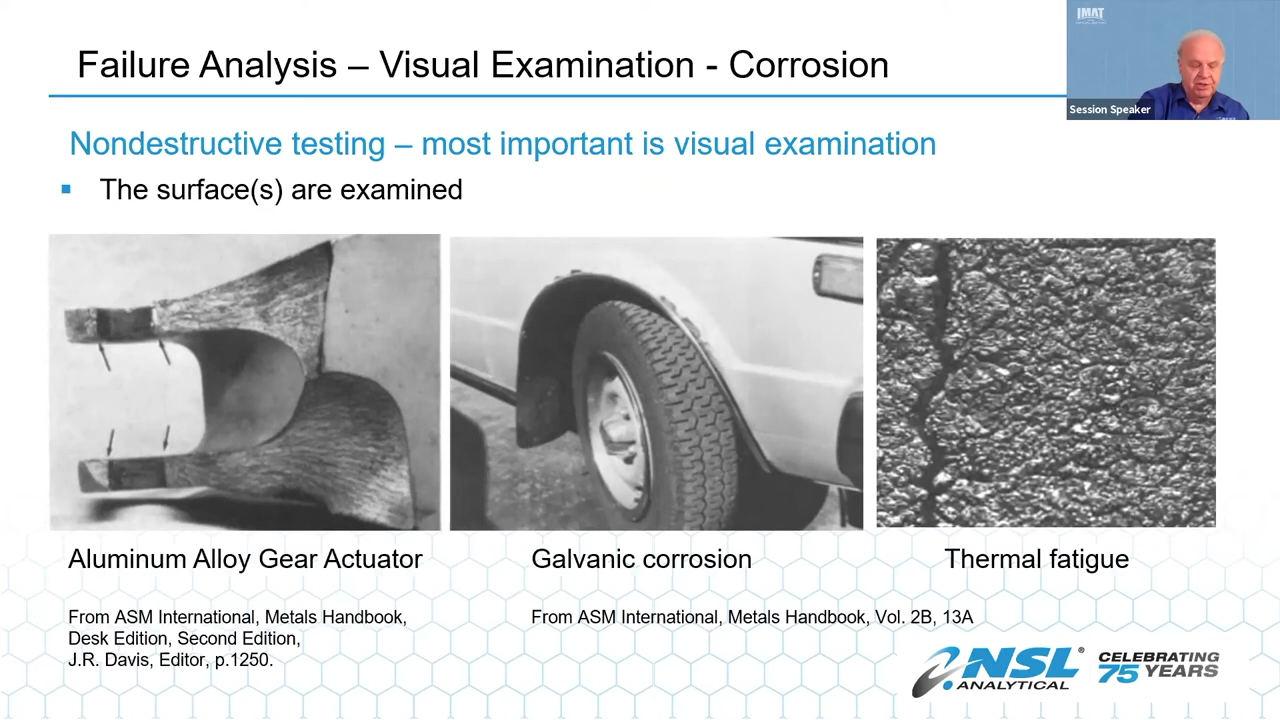 Failure Analysis – Visual Examination - Corrosion
IMAT
Session Speaker
Nondestructive testing – most important is visual examination
▪ The surface(s) are examined
Aluminum Alloy Gear Actuator
Galvanic corrosion
Thermal fatigue
From ASM International, Metals Handbook,
Desk Edition, Second Edition,
J.R. Davis, Editor, p.1250.
From ASM International, Metals Handbook, Vol. 2B, 13A
NSL®
ANALYTICAL
CELEBRATING
75 YEARS